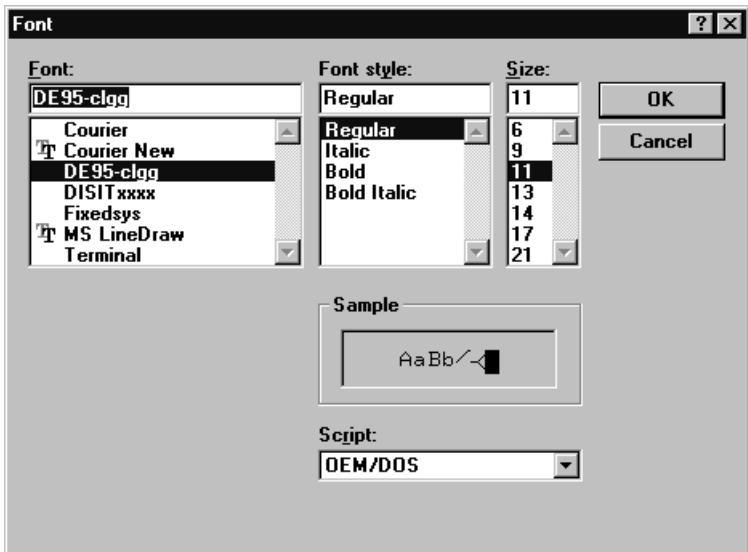 Font
Font:
DE95-clgg
Courier
Courier New
DE95-clgg
DISITxxxx
Fixedsys
MS LineDraw
Terminal
Font style:
Regular
Regular
Italic
Bold
Bold Italic
Size:
11
6
9
11
13
14
17
21
OK
Cancel
Sample
AaBb
Script:
OEM/DOS